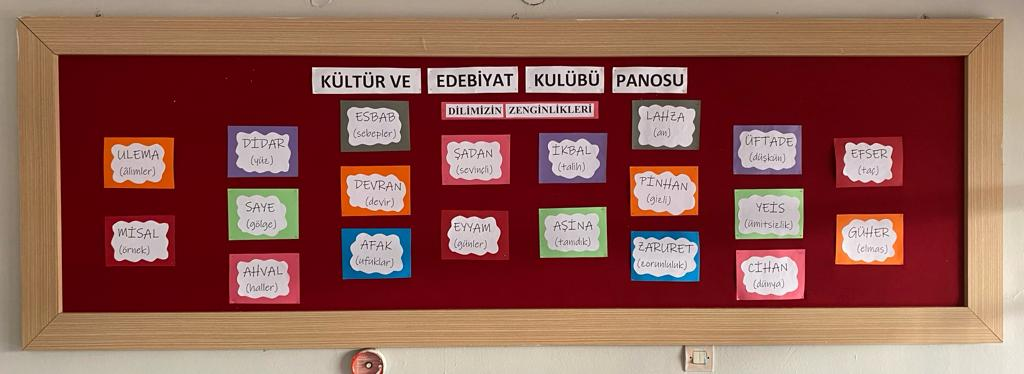 KÜLTÜR VE EDEBİYAT KULÜBÜ PANOSU
DİLİMİZİN ZENGİNLİKLERİ
ULEMA
(âlimler)
MİSAL
(örnek)
DİDAR
(yüz)
SAYE
(gölge)
AHVAL
(haller)
ESBAB
(sebepler)
DEVRAN
(devir)
AFAK
(ufuklar)
ŞADAN
(sevinçli)
EYYAM
(günler)
İKBAL
(talih)
AŞİNA
(tanıdık)
LAHZA
(an)
PİNHAN
(gizli)
ZARURET
(zorunluluk)
ÜFTADE
(düşkün)
YEİS
(ümitsizlik)
CİHAN
(dünya)
EFSER
(taç)
GÜHER
(elmas)